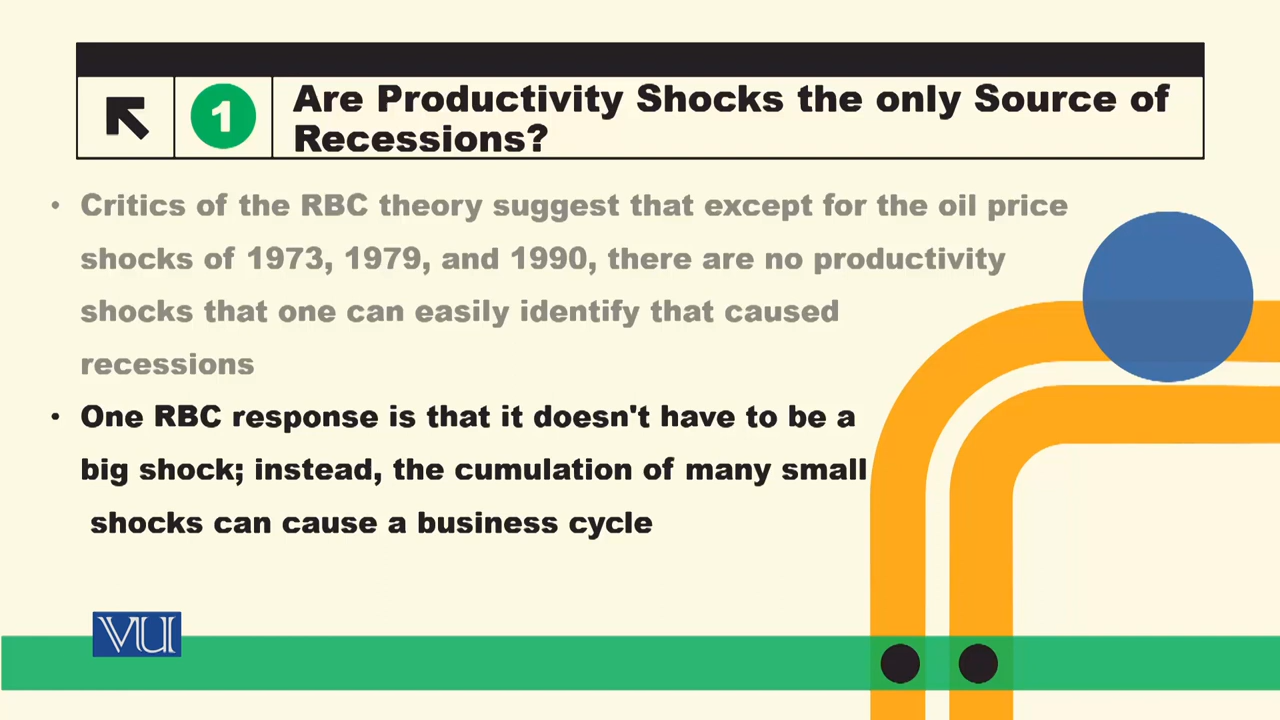 1
Are Productivity Shocks the only Source of
Recessions?
• Critics of the RBC theory suggest that except for the oil price
shocks of 1973, 1979, and 1990, there are no productivity
shocks that one can easily identify that caused
recessions
• One RBC response is that it doesn't have to be a
big shock; instead, the cumulation of many small
shocks can cause a business cycle
VU